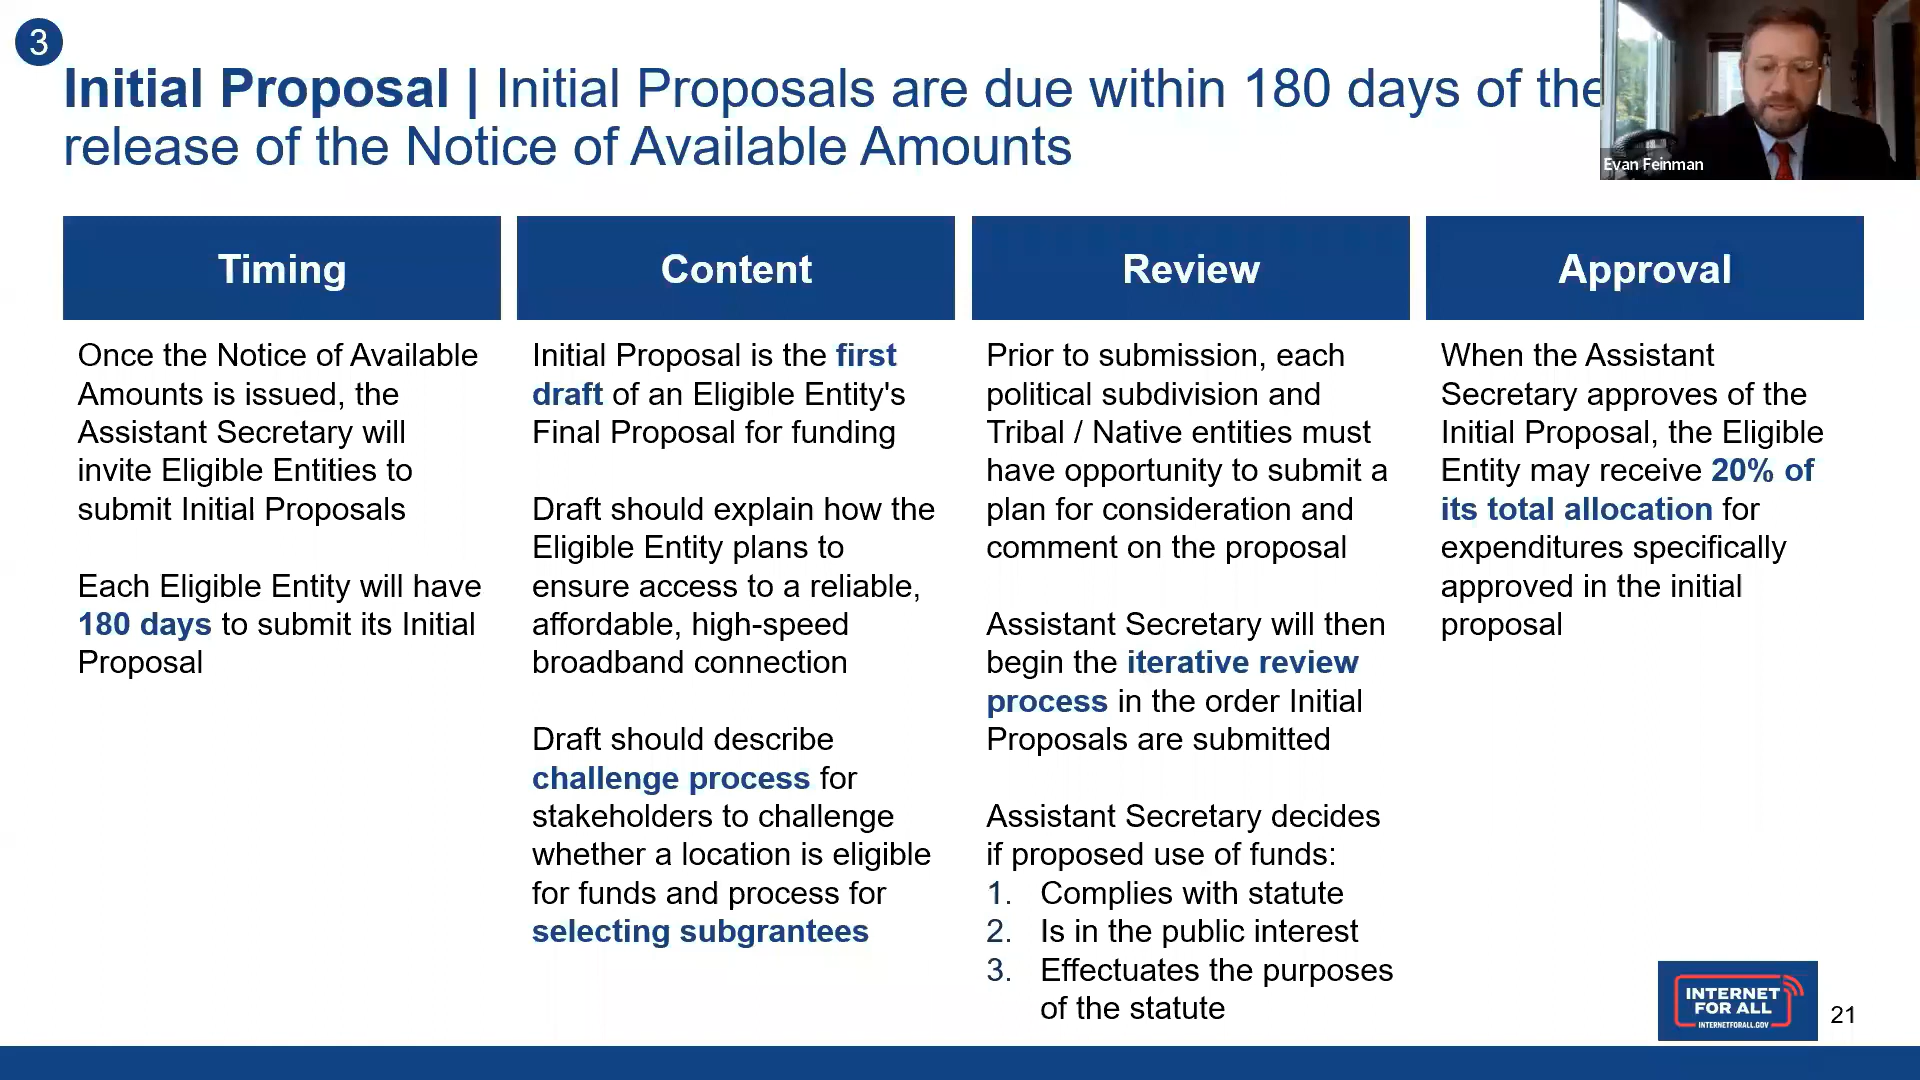 3
Initial Proposal | Initial Proposals are due within 180 days of the
release of the Notice of Available Amounts
Evan Feinman
Timing
Once the Notice of Available
Amounts is issued, the
Assistant Secretary will
invite Eligible Entities to
submit Initial Proposals
Each Eligible Entity will have
180 days to submit its Initial
Proposal
Content
Initial Proposal is the first
draft of an Eligible Entity's
Final Proposal for funding
Draft should explain how the
Eligible Entity plans to
ensure access to a reliable,
affordable, high-speed
broadband connection
Draft should describe
challenge process for
stakeholders to challenge
whether a location is eligible
for funds and process for
selecting subgrantees
Review
Prior to submission, each
political subdivision and
Tribal / Native entities must
have opportunity to submit a
plan for consideration and
comment on the proposal
Assistant Secretary will then
begin the iterative review
process in the order Initial
Proposals are submitted
Assistant Secretary decides
if proposed use of funds:
1. Complies with statute
2. Is in the public interest
3. Effectuates the purposes
of the statute
Approval
When the Assistant
Secretary approves of the
Initial Proposal, the Eligible
Entity may receive 20% of
its total allocation for
expenditures specifically
approved in the initial
proposal
INTERNET
FOR ALL
INTERNETFORALL.GOV
21